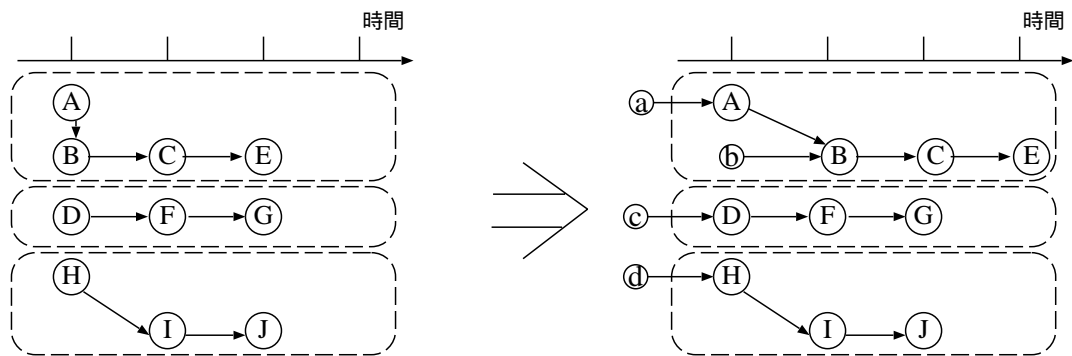 時間
A
B C E
D F G
H
I J
時間
a A
b B C E
c D F G
d H
I J